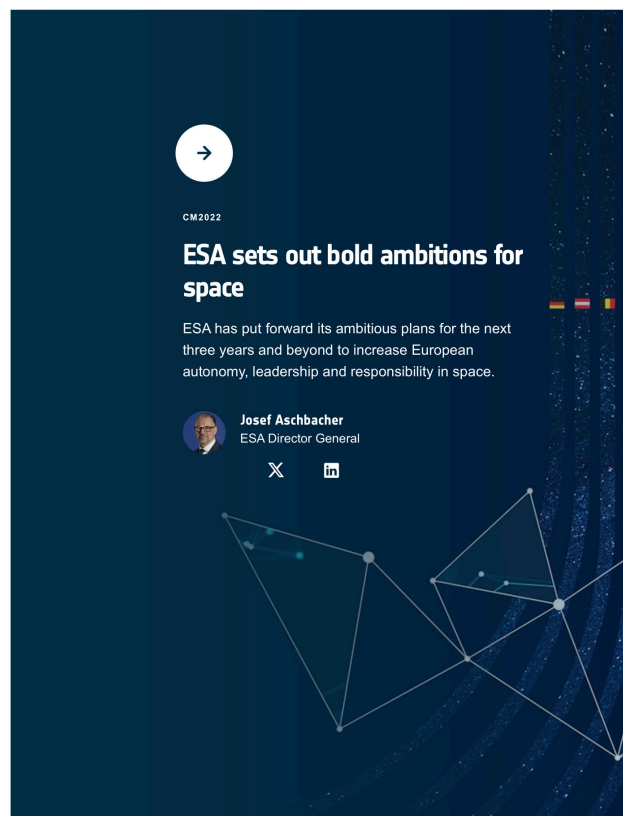 CM2022
ESA sets out bold ambitions for
space
ESA has put forward its ambitious plans for the next
three years and beyond to increase European
autonomy, leadership and responsibility in space.
Josef Aschbacher
ESA Director General
X
in